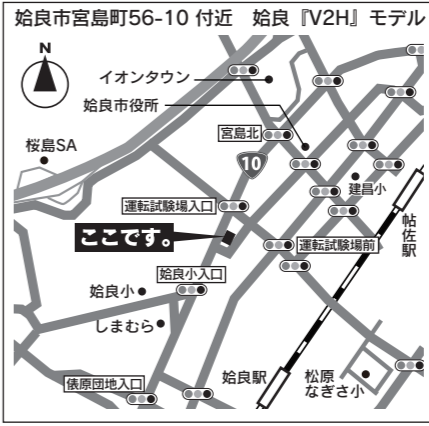 姶良市宮島町56-10 付近　姶良『V2H』モデル
N
イオンタウン
姶良市役所
桜島SA
宮島北
10
建昌小
運転試験場入口
帖佐駅
ここです。
運転試験場前
姶良小入口
姶良小
しまむら
俵原団地入口
姶良駅
松原
なぎさ小